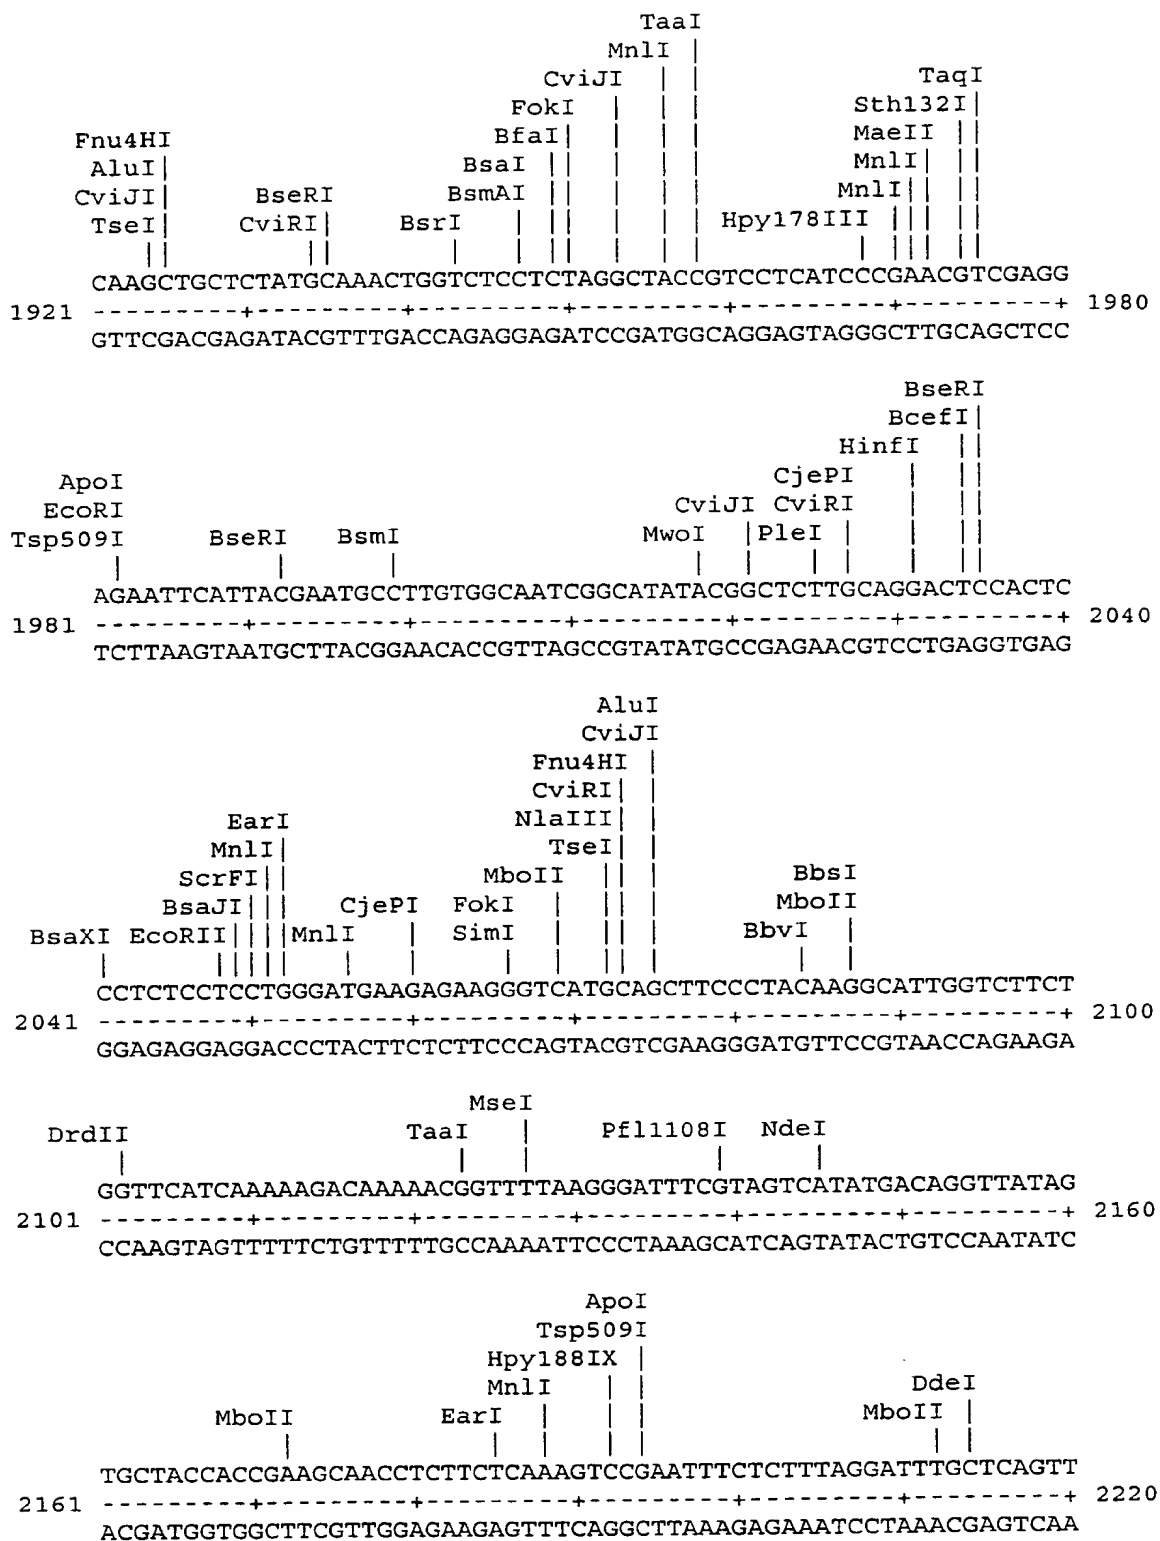 TaaI
MnlI |
CviJI | |
FokI | | |
BfaI | | | |
BsaI || | | |
BsmAI | || | | |
BsrI | || | | |
Fnu4HI
AluI|
CviJI|
TseI|
BseRI
CviRI|
TaqI
Sth132I|
MaeII ||
MnlI| ||
MnlI|| ||
Hpy178III ||| ||
CAAGCTGCTCTATGCAAACTGGTCTCCTCTAGGCTACCGTCCTCATCCCGAACGTCGAGG
1921 ---------+---------+---------+---------+---------+---------+ 1980
GTTCGACGAGATACGTTTGACCAGAGGAGATCCGATGGCAGGAGTAGGGCTTGCAGCTCC
BseRI
BcefI|
HinfI ||
CjePI | ||
ApoI
EcoRI CviJI CviRI
Tsp509I BseRI BsmI MwoI |PleI |
AGAATTCATTACGAATGCCTTGTGGCAATCGGCATATACGGCTCTTGCAGGACTCCACTC
1981 ---------+---------+---------+---------+---------+---------+ 2040
TCTTAAGTAATGCTTACGGAACACCGTTAGCCGTATATGCCGAGAACGTCCTGAGGTGAG
AluI
CviJI
Fnu4HI |
CviRI| |
EarI NlaIII| |
MnlI| TseI| |
ScrFI|| MboII || | BbsI
BsaJI||| CjePI FokI | || | MboII
BsaXI EcoRII|||| MnlI | SimI | || | BbvI |
CCTCTCCTCCTGGGATGAAGAGAAGGGTCATGCAGCTTCCCTACAAGGCATTGGTCTTCT
2041 ---------+---------+---------+---------+---------+---------+ 2100
GGAGAGGAGGACCCTACTTCTCTTCCCAGTACGTCGAAGGGATGTTCCGTAACCAGAAGA
MseI
DrdII TaaI | Pfl1108I NdeI
GGTTCATCAAAAAGACAAAAACGGTTTTAAGGGATTTCGTAGTCATATGACAGGTTATAG
2101 ---------+---------+---------+---------+---------+---------+ 2160
CCAAGTAGTTTTTCTGTTTTTGCCAAAATTCCCTAAAGCATCAGTATACTGTCCAATATC
ApoI
Tsp509I
Hpy188IX |
MnlI | | DdeI
MboII EarI | | | MboII |
TGCTACCACCGAAGCAACCTCTTCTCAAAGTCCGAATTTCTCTTTAGGATTTGCTCAGTT
2161 ---------+---------+---------+---------+---------+---------+ 2220
ACGATGGTGGCTTCGTTGGAGAAGAGTTTCAGGCTTAAAGAGAAATCCTAAACGAGTCAA